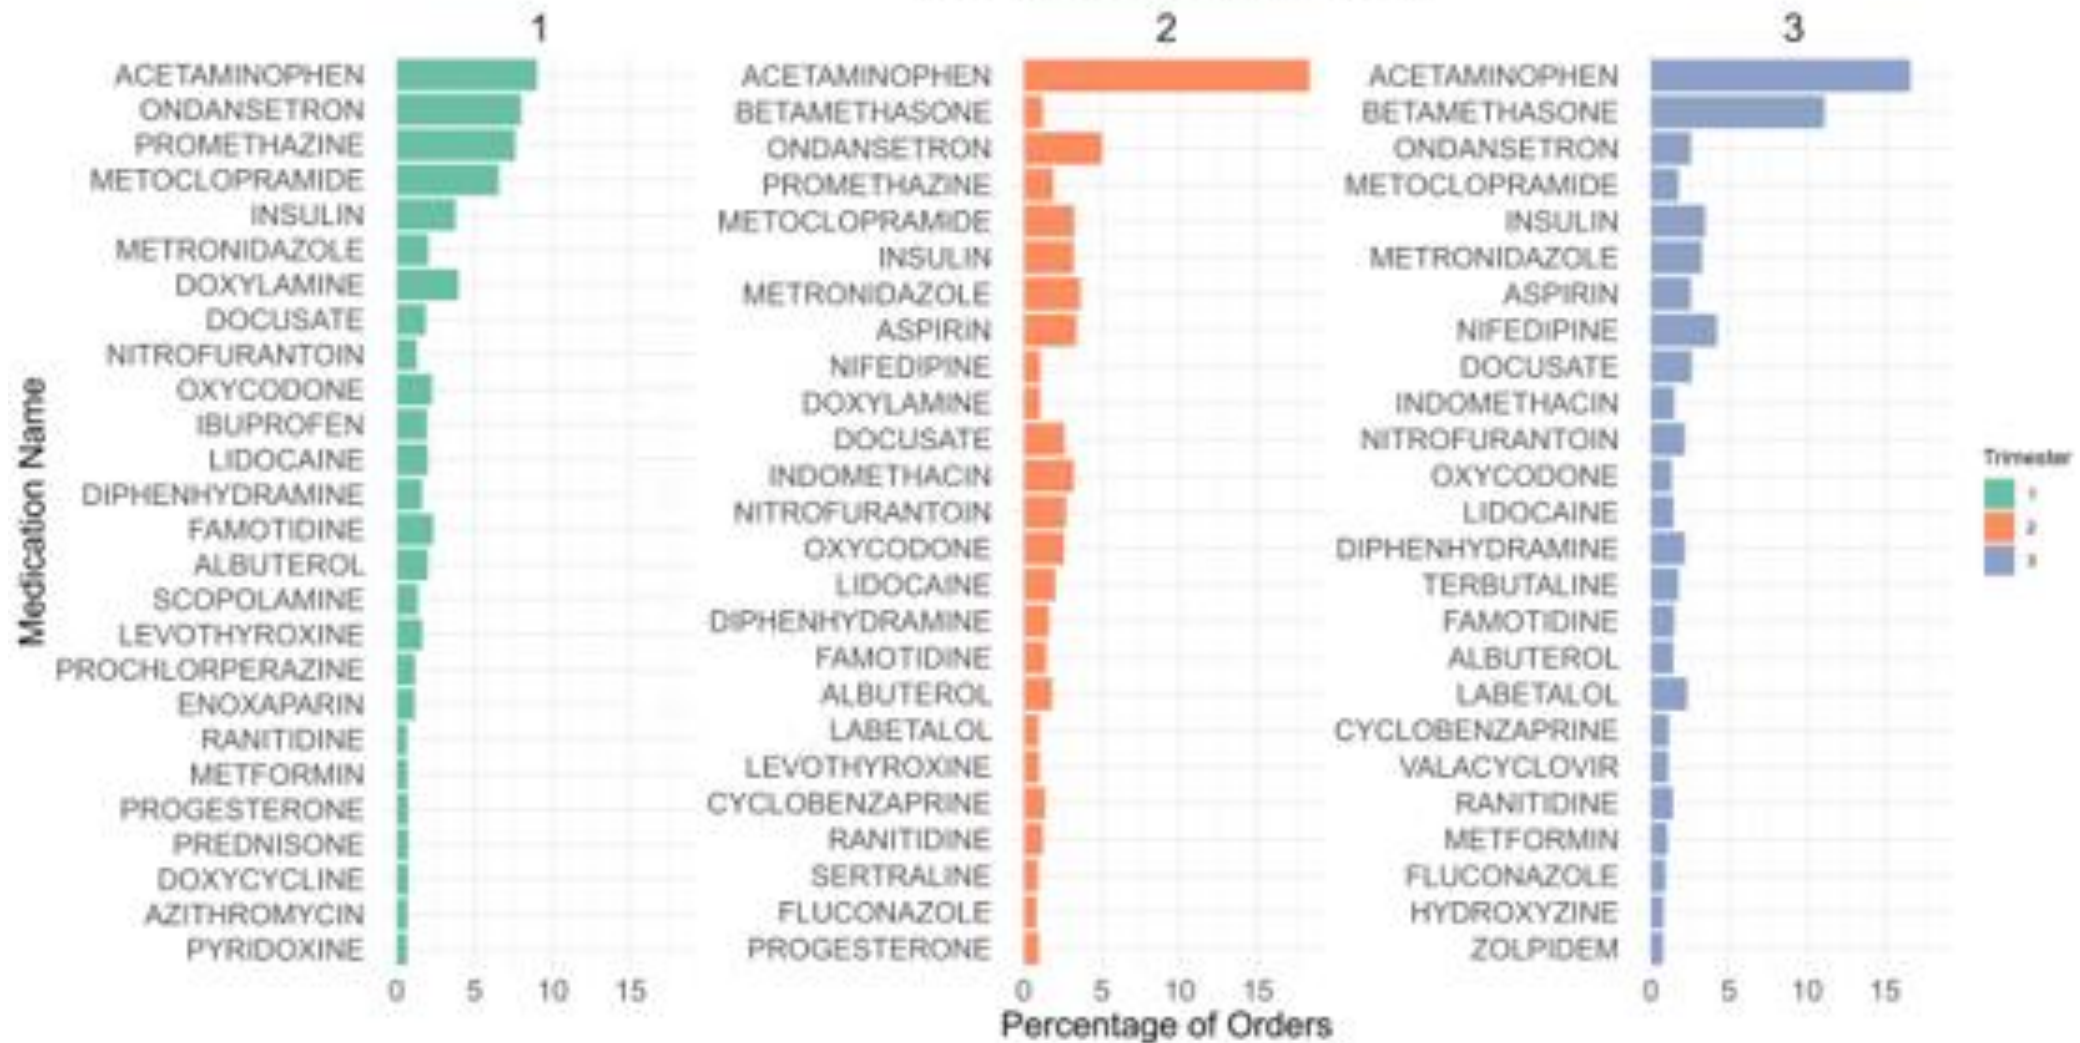 1
ACETAMINOPHEN
ONDANSETRON
PROMETHAZINE
METOCLOPRAMIDE
INSULIN
METRONIDAZOLE
DOXYLAMINE
DOCUSATE
NITROFURANTOIN
OXYCODONE
IBUPROFEN
LIDOCAINE
DIPHENHYDRAMINE
FAMOTIDINE
ALBUTEROL
SCOPOLAMINE
LEVOTHYROXINE
PROCHLORPERAZINE
ENOXAPARIN
RANITIDINE
METFORMIN
PROGESTERONE
PREDNISONE
DOXYCYCLINE
AZITHROMYCIN
PYRIDOXINE
0 5 10 15
2
ACETAMINOPHEN
BETAMETHASONE
ONDANSETRON
PROMETHAZINE
METOCLOPRAMIDE
INSULIN
METRONIDAZOLE
ASPIRIN
NIFEDIPINE
DOXYLAMINE
DOCUSATE
INDOMETHACIN
NITROFURANTOIN
OXYCODONE
LIDOCAINE
DIPHENHYDRAMINE
FAMOTIDINE
ALBUTEROL
LABETALOL
LEVOTHYROXINE
CYCLOBENZAPRINE
RANITIDINE
SERTRALINE
FLUCONAZOLE
PROGESTERONE
0 5 10 15
3
ACETAMINOPHEN
BETAMETHASONE
ONDANSETRON
METOCLOPRAMIDE
INSULIN
METRONIDAZOLE
ASPIRIN
NIFEDIPINE
DOCUSATE
INDOMETHACIN
NITROFURANTOIN
OXYCODONE
LIDOCAINE
DIPHENHYDRAMINE
TERBUTALINE
FAMOTIDINE
ALBUTEROL
LABETALOL
CYCLOBENZAPRINE
VALACYCLOVIR
RANITIDINE
METFORMIN
FLUCONAZOLE
HYDROXYZINE
ZOLPIDEM
0 5 10 15
Medication Name
Percentage of Orders
Trimester
1
2
3